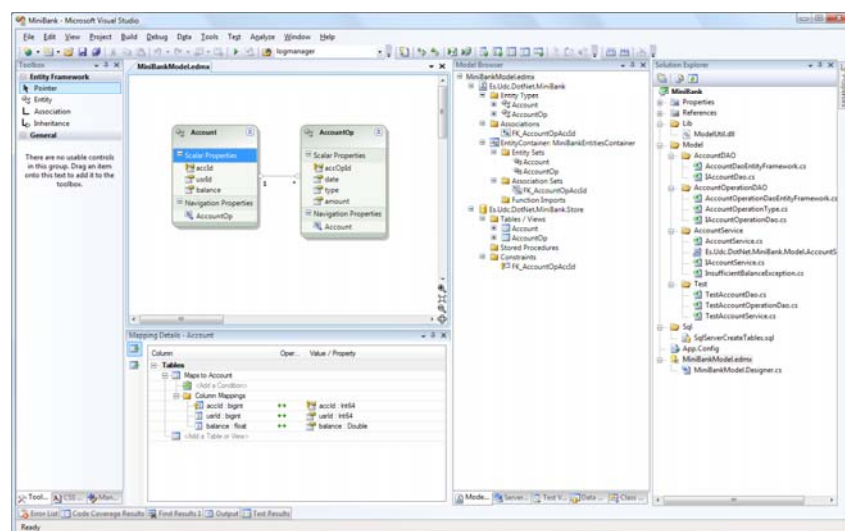 MiniBank - Microsoft Visual Studio
File Edit View Project Build Debug Data Tools Test Analyze Window Help
logmanager
Toolbox
Entity Framework
Pointer
Entity
Association
Inheritance
General
There are no usable controls
in this group. Drag an item
onto this text to add it to the
toolbox.
MiniBankModel.edmx
Account
Scalar Properties
accId
usrId
balance
Navigation Properties
AccountOp
1
*
AccountOp
Scalar Properties
accOpId
date
type
amount
Navigation Properties
Account
Mapping Details - Account
Column Oper... Value / Property
Tables
Maps to Account
<Add a Condition>
Column Mappings
accId : bigint accId : Int64
usrId : bigint usrId : Int64
balance : float balance : Double
<Add a Table or View>
Model Browser
MiniBankModel.edmx
Es.Udc.DotNet.MiniBank
Entity Types
Account
AccountOp
Associations
FK_AccountOpAccId
EntityContainer: MiniBankEntitiesContainer
Entity Sets
Account
AccountOp
Association Sets
FK_AccountOpAccId
Function Imports
Es.Udc.DotNet.MiniBank.Store
Tables / Views
Account
AccountOp
Stored Procedures
Constraints
FK_AccountOpAccId
Solution Explorer
MiniBank
Properties
References
Lib
ModelUtil.dll
Model
AccountDAO
AccountDaoEntityFramework.cs
IAccountDao.cs
AccountOperationDAO
AccountOperationDaoEntityFramework.cs
AccountOperationType.cs
IAccountOperationDao.cs
AccountService
AccountService.cs
Es.Udc.DotNet.MiniBank.Model.AccountS
IAccountService.cs
InsufficientBalanceException.cs
Test
TestAccountDao.cs
TestAccountOperationDao.cs
TestAccountService.cs
Sql
SqlServerCreateTables.sql
App.Config
MiniBankModel.edmx
MiniBankModel.Designer.cs
Properties
Tool... CSS ... Man...
Mode... Server... Test V... Data ... Class ...
Error List Code Coverage Results Find Results 1 Output Test Results
Ready